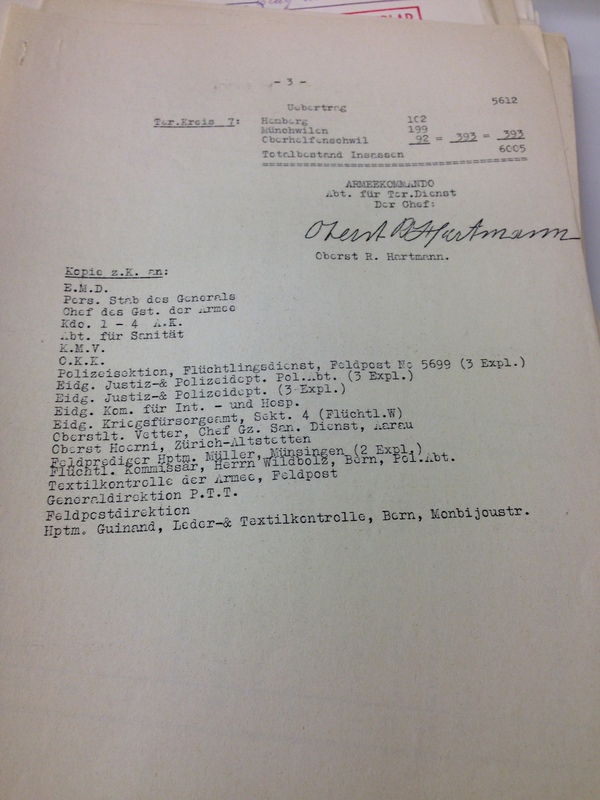 - 3 -
Uebertrag 5612
Ter.Kreis 7: Hemberg 102
Münchwilen 199
Oberhelfenschwil 92 = 393 = 393
Totalbestand Insassen 6005
ARMEEKOMMANDO
Abt. für Ter.Dienst
Der Chef:
Oberst R Hartmann
Oberst R. Hartmann.
Kopie z.K. an:
E.M.D.
Pers. Stab des Generals
Chef des Gst. der Armee
Kdo. 1 - 4 A.K.
Abt. für Sanität
K.M.V.
O.K.K.
Polizeisektion, Flüchtlingsdienst, Feldpost No 5699 (3 Expl.)
Eidg. Justiz-& Polizeidept. Pol.Abt. (3 Expl.)
Eidg. Justiz-& Polizeidept. (3 Expl.)
Eidg. Kom. für Int. - und Hosp.
Eidg. Kriegsfürsorgeamt, Sekt. 4 (Flüchtl.W)
Oberstlt. Vetter, Chef Gz. San. Dienst, Aarau
Oberst Hoerni, Zürich-Altstetten
Feldprediger Hptm. Müller, Münsingen (2 Expl.)
Flüchtl. Kommissär, Herrn Wildbolz, Bern, Pol.Abt.
Textilkontrolle der Armee, Feldpost
Generaldirektion P.T.T.
Feldpostdirektion
Hptm. Guinand, Leder-& Textilkontrolle, Bern, Monbijoustr.